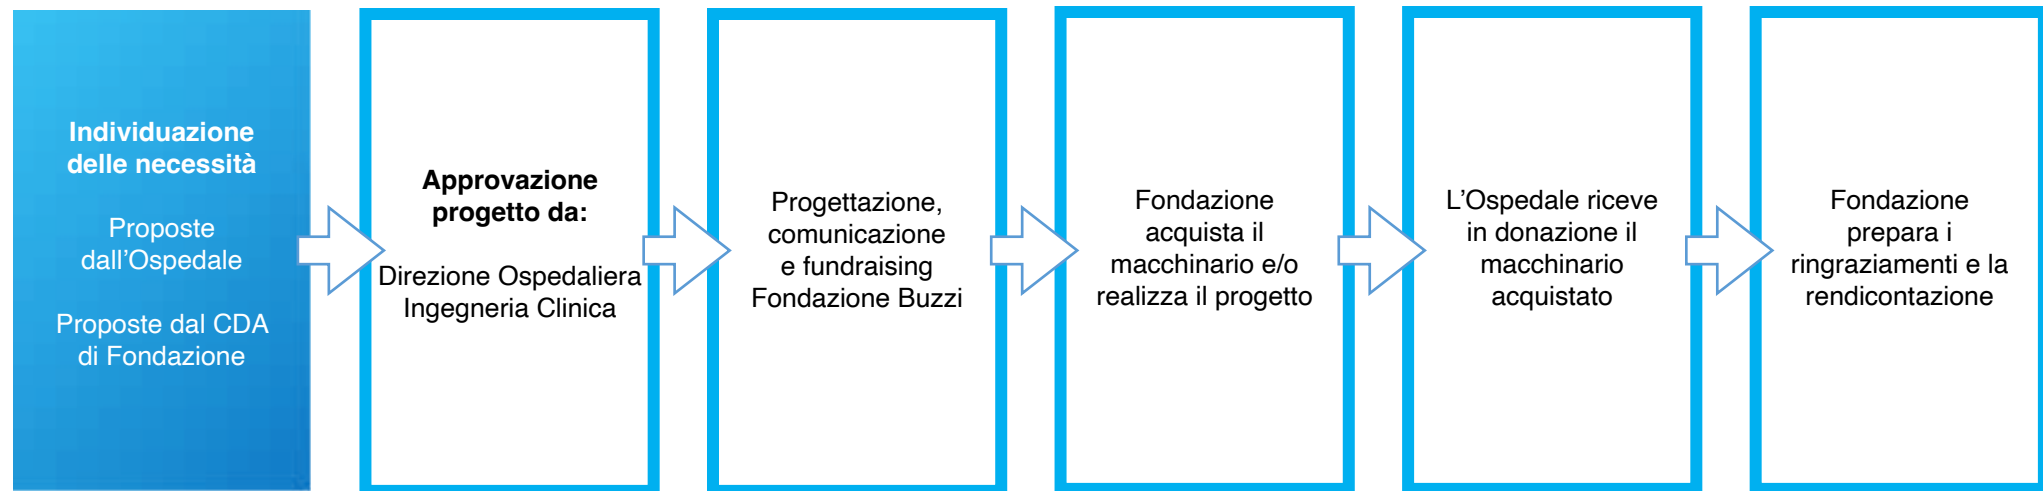 Individuazione
delle necessità
Proposte
dall’Ospedale
Proposte dal CDA
di Fondazione
Approvazione
progetto da:
Direzione Ospedaliera
Ingegneria Clinica
Progettazione,
comunicazione
e fundraising
Fondazione Buzzi
Fondazione
acquista il
macchinario e/o
realizza il progetto
L’Ospedale riceve
in donazione il
macchinario
acquistato
Fondazione
prepara i
ringraziamenti e la
rendicontazione